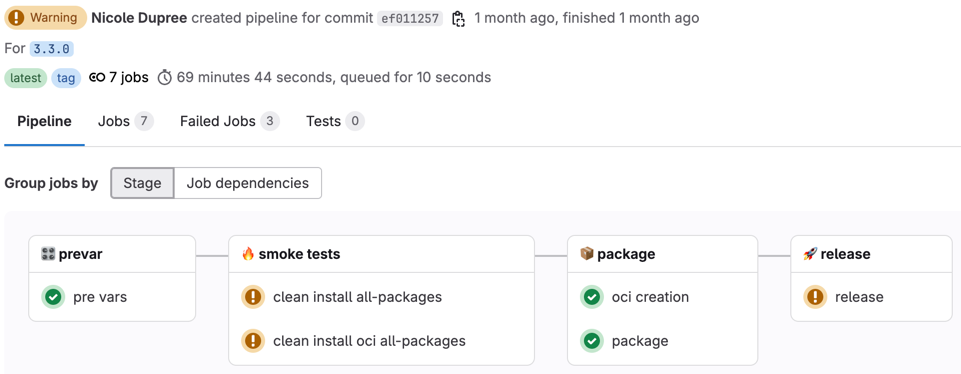 Warning Nicole Dupree created pipeline for commit ef011257 1 month ago, finished 1 month ago
For 3.3.0
latest tag 7 jobs 69 minutes 44 seconds, queued for 10 seconds
Pipeline Jobs 7 Failed Jobs 3 Tests 0
Group jobs by Stage Job dependencies
prevar smoke tests package release
pre vars clean install all-packages oci creation release
clean install oci all-packages package